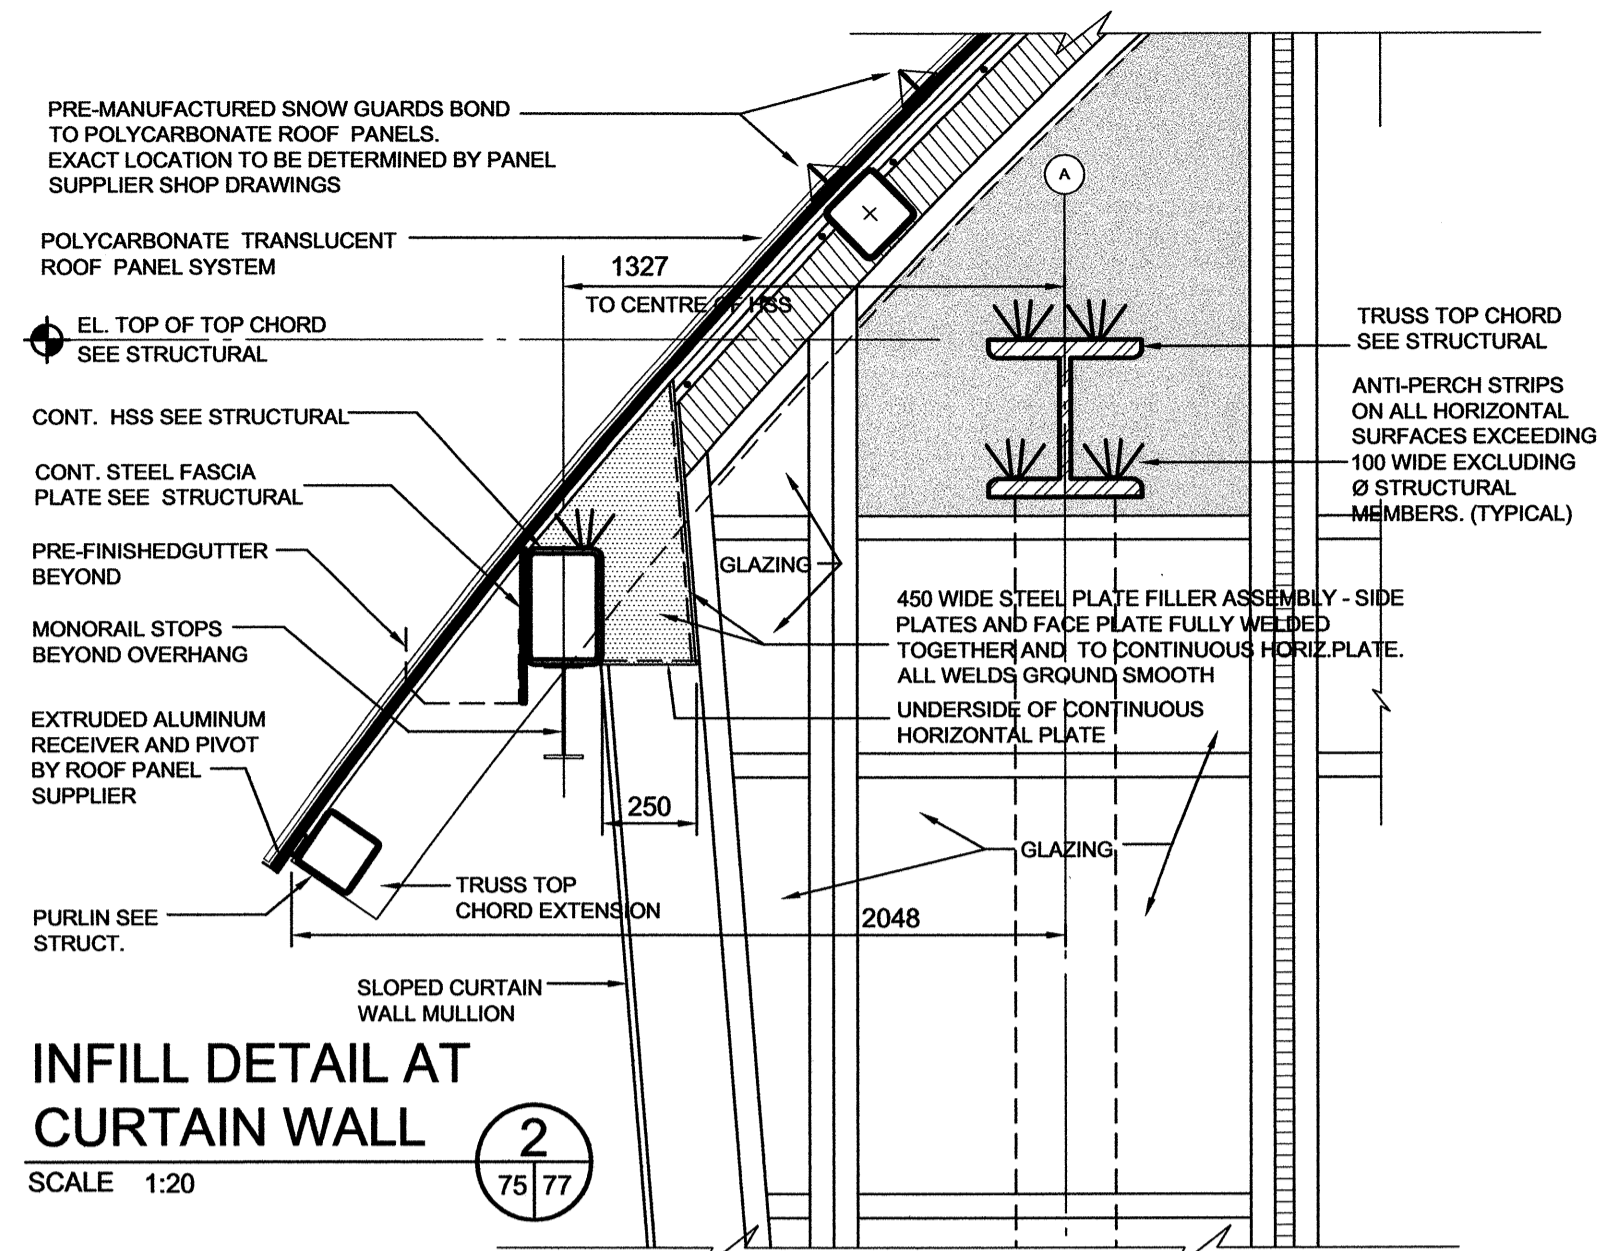 PRE-MANUFACTURED SNOW GUARDS BOND
TO POLYCARBONATE ROOF PANELS.
EXACT LOCATION TO BE DETERMINED BY PANEL
SUPPLIER SHOP DRAWINGS
POLYCARBONATE TRANSLUCENT
ROOF PANEL SYSTEM
1327
TO CENTRE OF HSS
A
EL. TOP OF TOP CHORD
SEE STRUCTURAL
TRUSS TOP CHORD
SEE STRUCTURAL
ANTI-PERCH STRIPS
ON ALL HORIZONTAL
SURFACES EXCEEDING
100 WIDE EXCLUDING
Ø STRUCTURAL
MEMBERS. (TYPICAL)
CONT. HSS SEE STRUCTURAL
CONT. STEEL FASCIA
PLATE SEE STRUCTURAL
PRE-FINISHEDGUTTER
BEYOND
MONORAIL STOPS
BEYOND OVERHANG
EXTRUDED ALUMINUM
RECEIVER AND PIVOT
BY ROOF PANEL
SUPPLIER
GLAZING
450 WIDE STEEL PLATE FILLER ASSEMBLY - SIDE
PLATES AND FACE PLATE FULLY WELDED
TOGETHER AND TO CONTINUOUS HORIZ.PLATE.
ALL WELDS GROUND SMOOTH
UNDERSIDE OF CONTINUOUS
HORIZONTAL PLATE
250
GLAZING
TRUSS TOP
CHORD EXTENSION
2048
PURLIN SEE
STRUCT.
SLOPED CURTAIN
WALL MULLION
INFILL DETAIL AT
CURTAIN WALL
SCALE 1:20
2
75 77